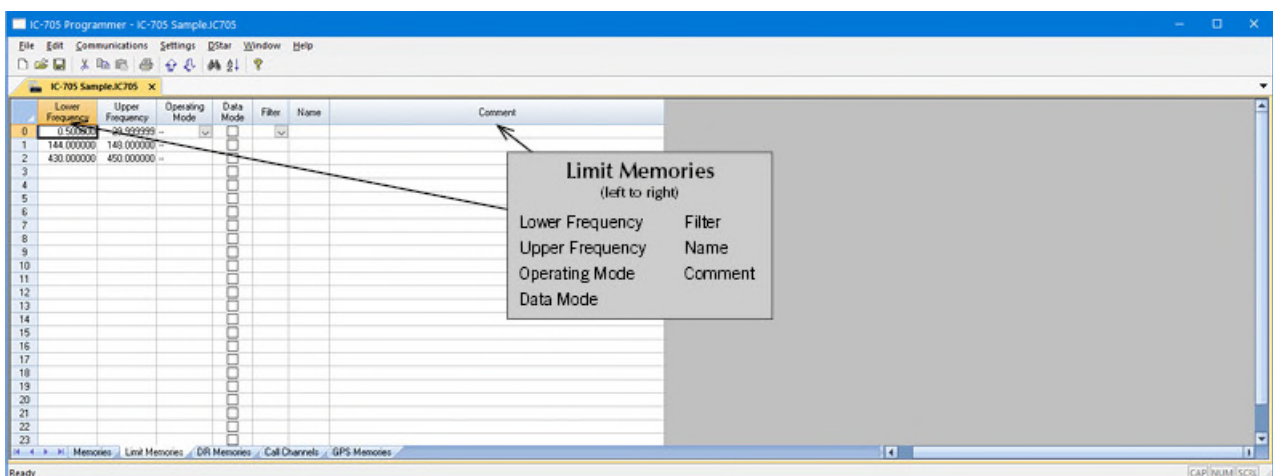 IC-705 Programmer - IC-705 Sample.IC705
File Edit Communications Settings DStar Window Help
IC-705 Sample.IC705
Lower Frequency Upper Frequency Operating Mode Data Mode Filter Name Comment
0 0.500000 39.999999 --
1 144.000000 148.000000 --
2 430.000000 450.000000 --
3
4
5
6
7
8
9
10
11
12
13
14
15
16
17
18
19
20
21
22
23
Limit Memories
(left to right)
Lower Frequency Filter
Upper Frequency Name
Operating Mode Comment
Data Mode
Memories Limit Memories DR Memories Call Channels GPS Memories
Ready CAP NUM SCRL